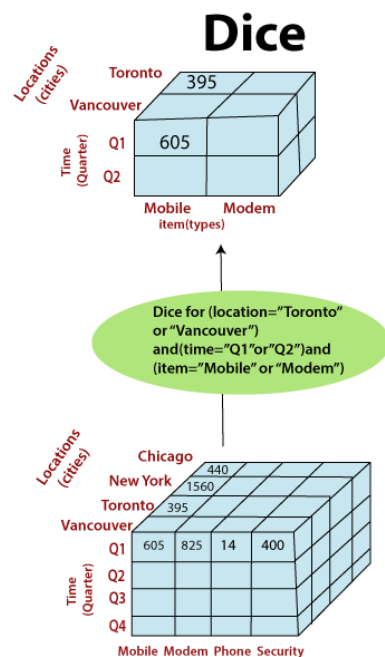 Dice
Locations
(cities)
Toronto
395
Vancouver
Time
(Quarter)
Q1
605
Q2
Mobile Modem
item(types)
Dice for (location="Toronto"
or "Vancouver")
and(time="Q1"or"Q2")and
(item="Mobile" or "Modem")
Locations
(cities)
Chicago
440
New York
1560
Toronto
395
Vancouver
Time
(Quarter)
Q1 605 825 14 400
Q2
Q3
Q4
Mobile Modem Phone Security